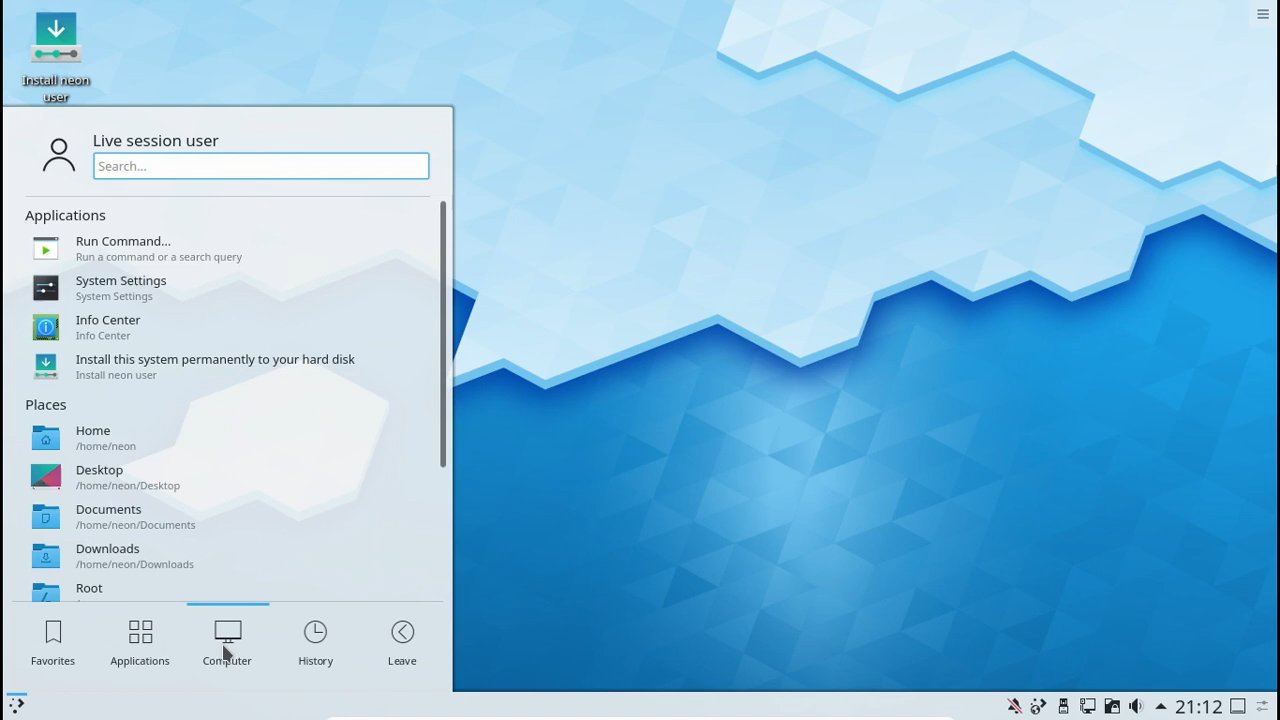 Install neon
user
Live session user
Search...
Applications
Run Command...
Run a command or a search query
System Settings
System Settings
Info Center
Info Center
Install this system permanently to your hard disk
Install neon user
Places
Home
/home/neon
Desktop
/home/neon/Desktop
Documents
/home/neon/Documents
Downloads
/home/neon/Downloads
Root
Favorites
Applications
Computer
History
Leave
21:12